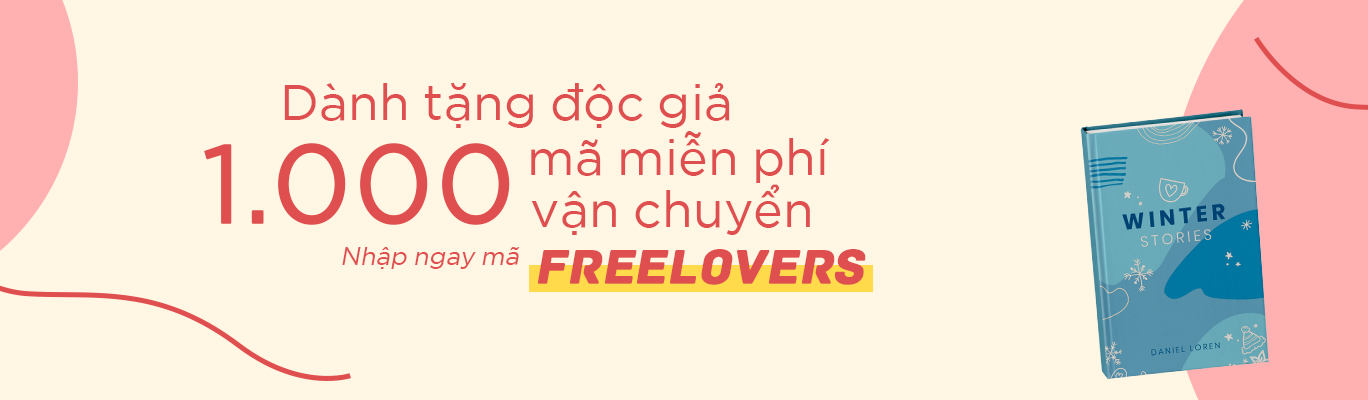 Dành tặng độc giả
1.000
mã miễn phí
vận chuyển
Nhập ngay mã FREELOVERS
WINTER
STORIES
DANIEL LOREN